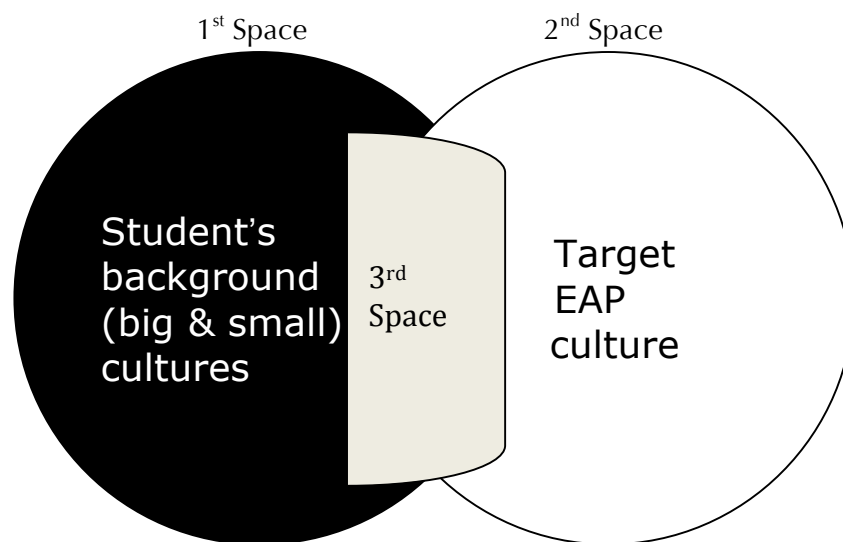 1st Space
2nd Space
Student's
background
(big & small)
cultures
3rd
Space
Target
EAP
culture